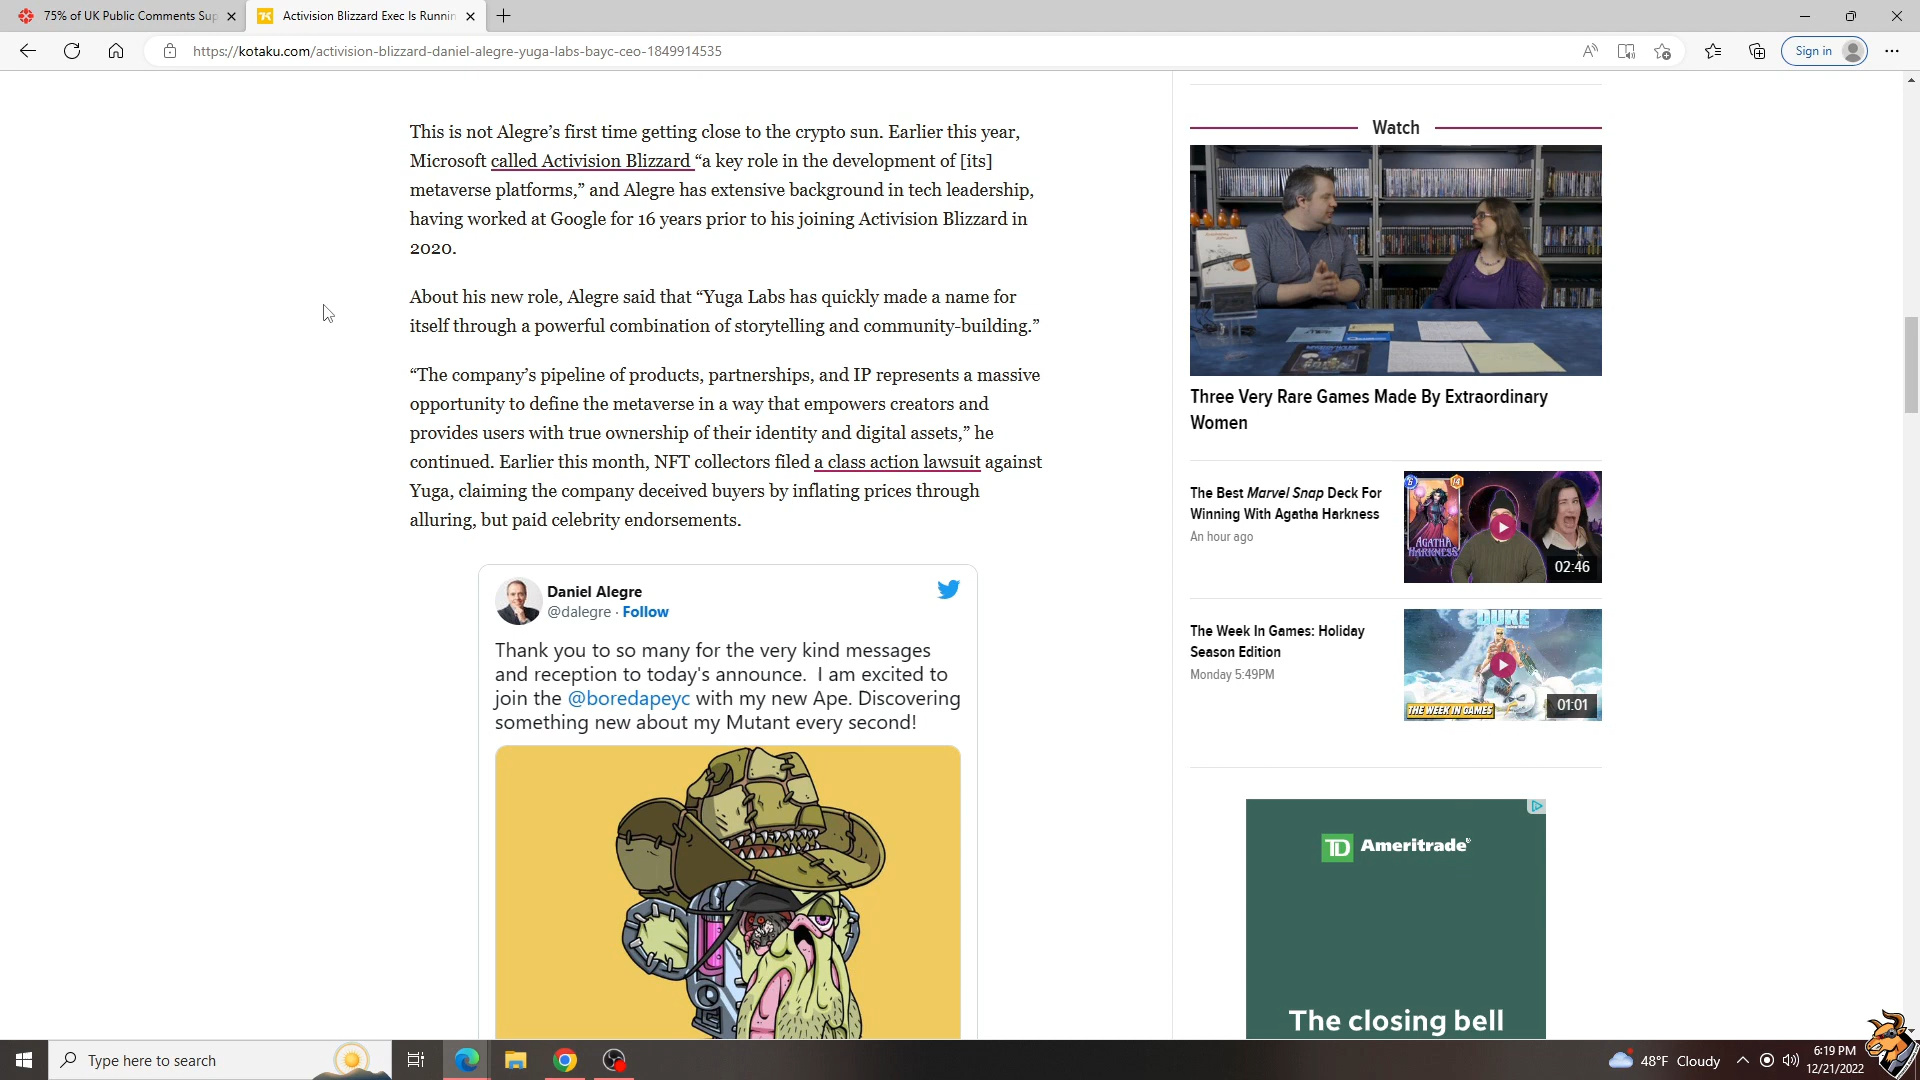 75% of UK Public Comments Sup
Activision Blizzard Exec Is Runnin
https://kotaku.com/activision-blizzard-daniel-alegre-yuga-labs-bayc-ceo-1849914535
Sign in
This is not Alegre’s first time getting close to the crypto sun. Earlier this year,
Microsoft called Activision Blizzard “a key role in the development of [its]
metaverse platforms,” and Alegre has extensive background in tech leadership,
having worked at Google for 16 years prior to his joining Activision Blizzard in
2020.
About his new role, Alegre said that “Yuga Labs has quickly made a name for
itself through a powerful combination of storytelling and community-building.”
“The company’s pipeline of products, partnerships, and IP represents a massive
opportunity to define the metaverse in a way that empowers creators and
provides users with true ownership of their identity and digital assets,” he
continued. Earlier this month, NFT collectors filed a class action lawsuit against
Yuga, claiming the company deceived buyers by inflating prices through
alluring, but paid celebrity endorsements.
Daniel Alegre
@dalegre · Follow
Thank you to so many for the very kind messages
and reception to today's announce.  I am excited to
join the @boredapeyc with my new Ape. Discovering
something new about my Mutant every second!
Watch
Three Very Rare Games Made By Extraordinary
Women
The Best Marvel Snap Deck For
Winning With Agatha Harkness
An hour ago
AGATHA
HARKNESS
02:46
The Week In Games: Holiday
Season Edition
Monday 5:49PM
DUKE
THE WEEK IN GAMES
01:01
TD Ameritrade
The closing bell
Type here to search
48°F Cloudy
6:19 PM
12/21/2022